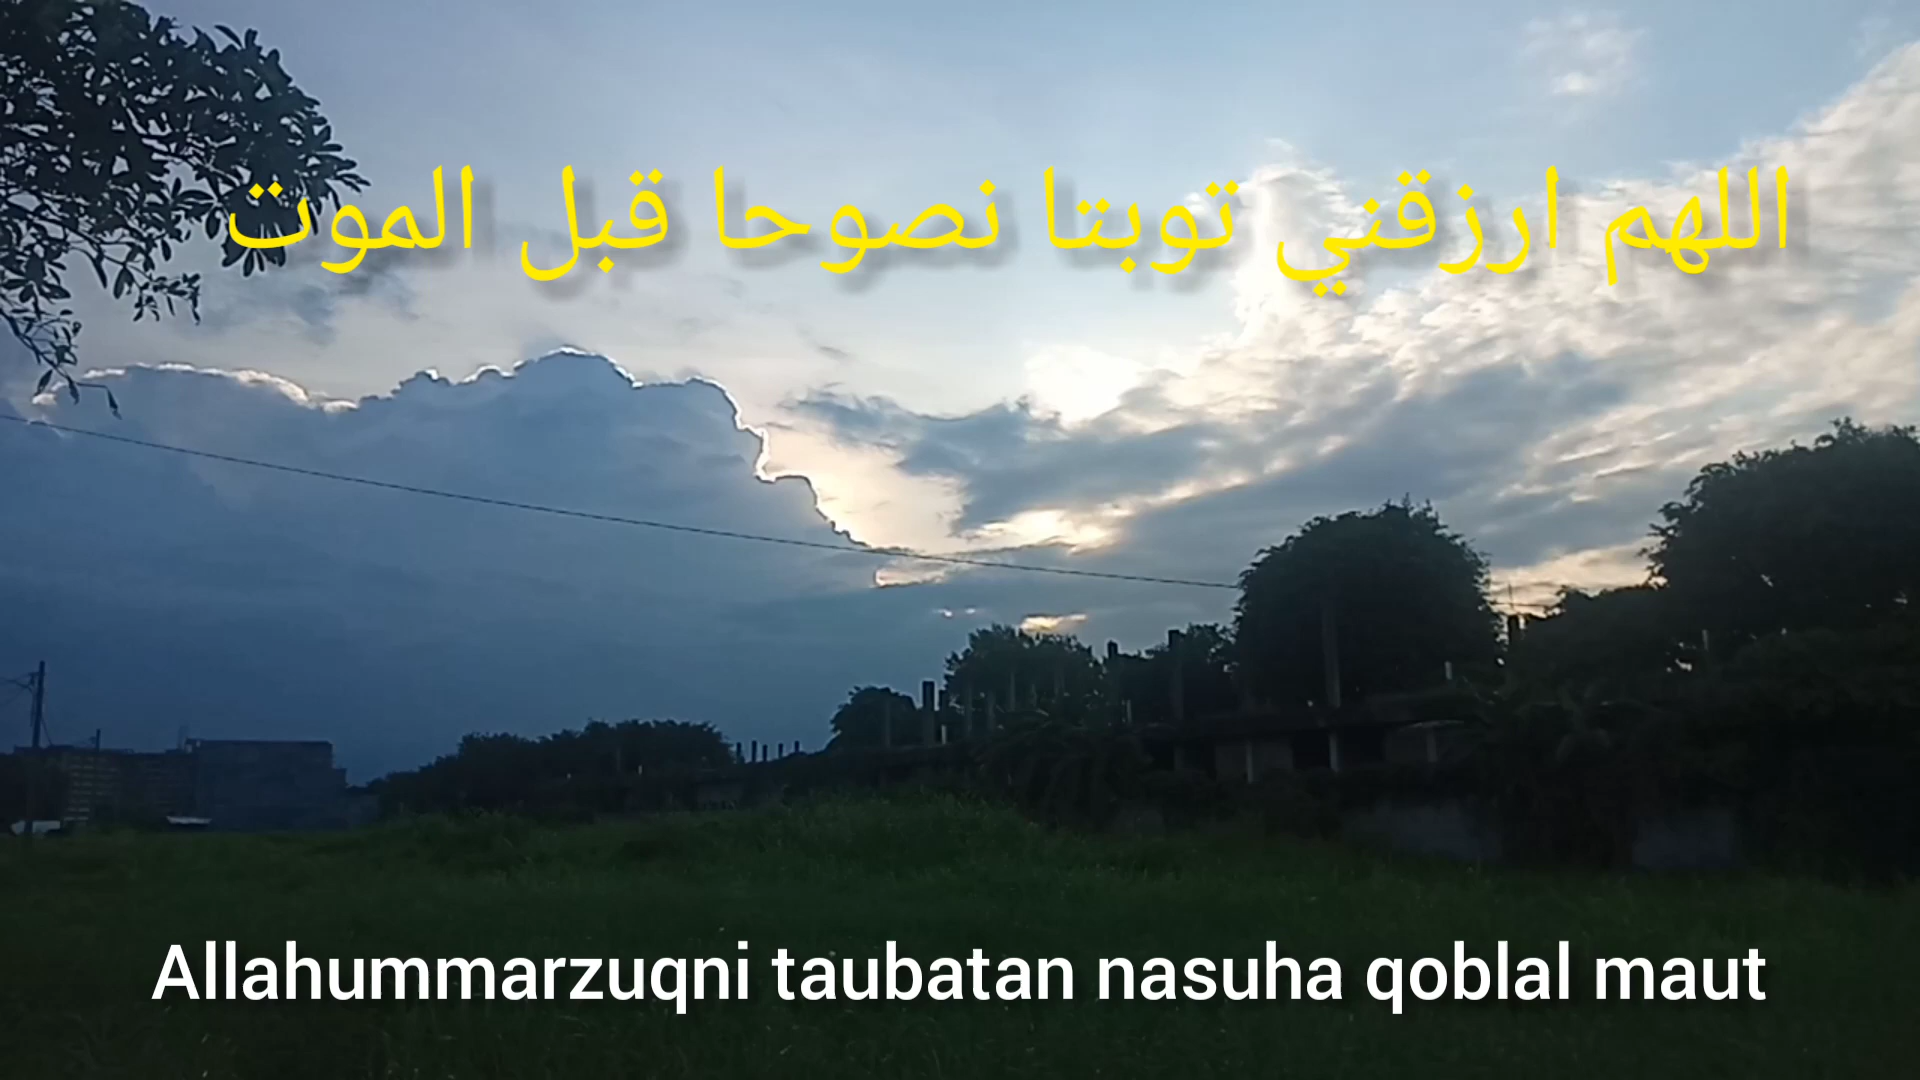 اللهم ارزقني توبتا نصوحا قبل الموت
Allahummarzuqni taubatan nasuha qoblal maut